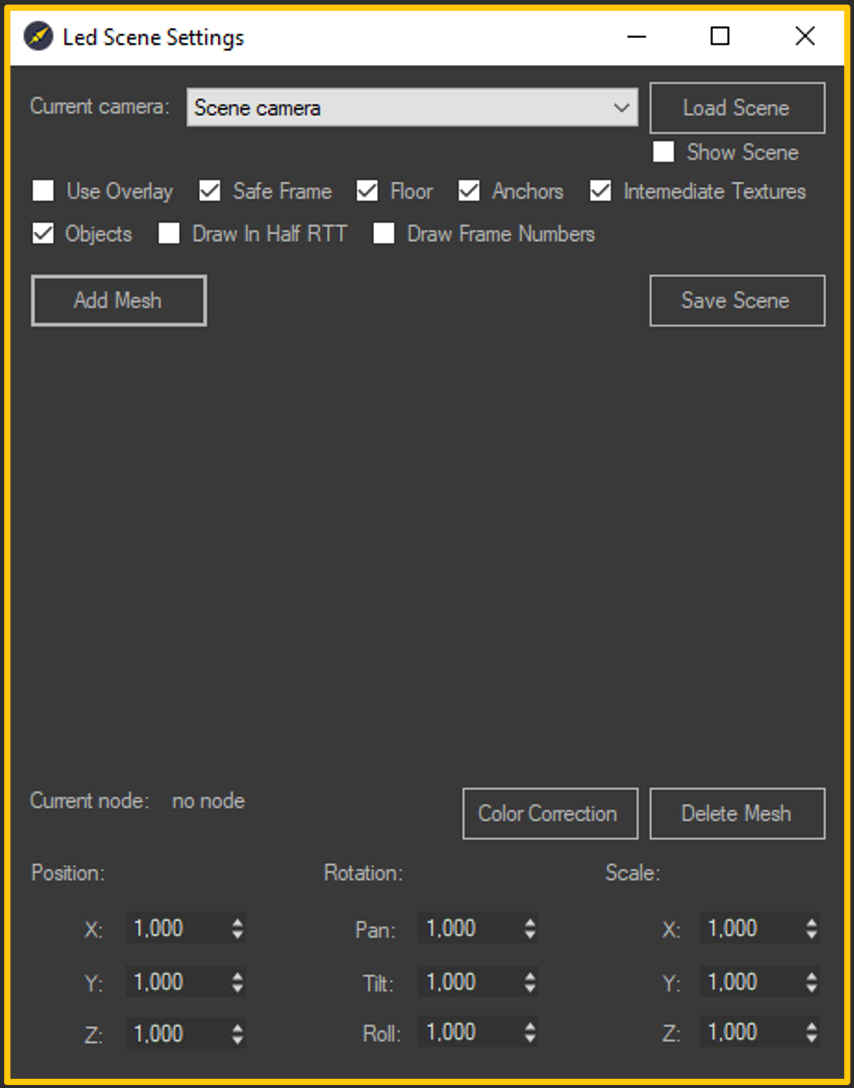 Led Scene Settings
Current camera: Scene camera Load Scene
Show Scene
Use Overlay Safe Frame Floor Anchors Intemediate Textures
Objects Draw In Half RTT Draw Frame Numbers
Add Mesh Save Scene
Current node: no node Color Correction Delete Mesh
Position: Rotation: Scale:
X: 1,000 Pan: 1,000 X: 1,000
Y: 1,000 Tilt: 1,000 Y: 1,000
Z: 1,000 Roll: 1,000 Z: 1,000